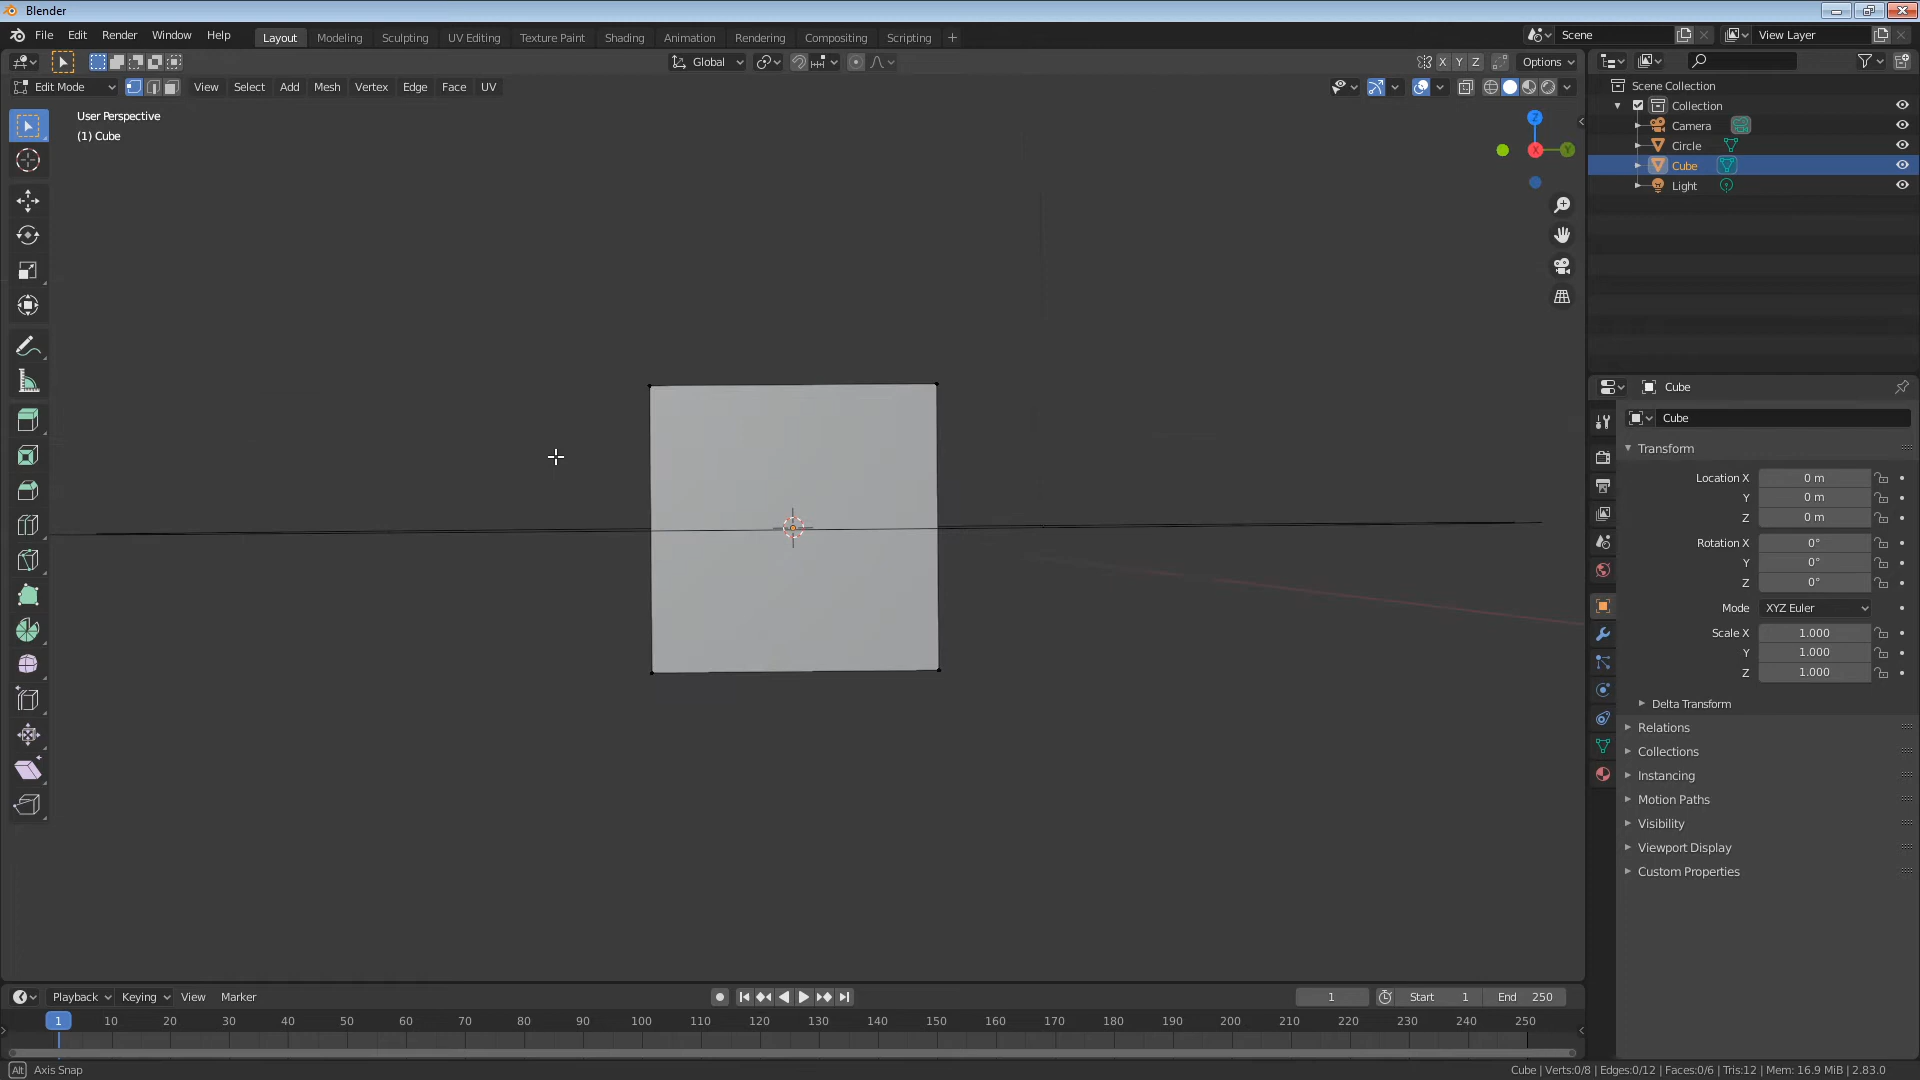 Blender
File Edit Render Window Help
Layout Modeling Sculpting UV Editing Texture Paint Shading Animation Rendering Compositing Scripting +
Scene
View Layer
Global
X Y Z
Options
Edit Mode
View Select Add Mesh Vertex Edge Face UV
User Perspective
(1) Cube
Z
X
Y
Scene Collection
Collection
Camera
Circle
Cube
Light
Cube
Cube
Transform
Location X 0 m
Y 0 m
Z 0 m
Rotation X 0°
Y 0°
Z 0°
Mode XYZ Euler
Scale X 1.000
Y 1.000
Z 1.000
Delta Transform
Relations
Collections
Instancing
Motion Paths
Visibility
Viewport Display
Custom Properties
Playback Keying View Marker
1
Start 1
End 250
1 10 20 30 40 50 60 70 80 90 100 110 120 130 140 150 160 170 180 190 200 210 220 230 240 250
Alt Axis Snap
Cube | Verts:0/8 | Edges:0/12 | Faces:0/6 | Tris:12 | Mem: 16.9 MiB | 2.83.0